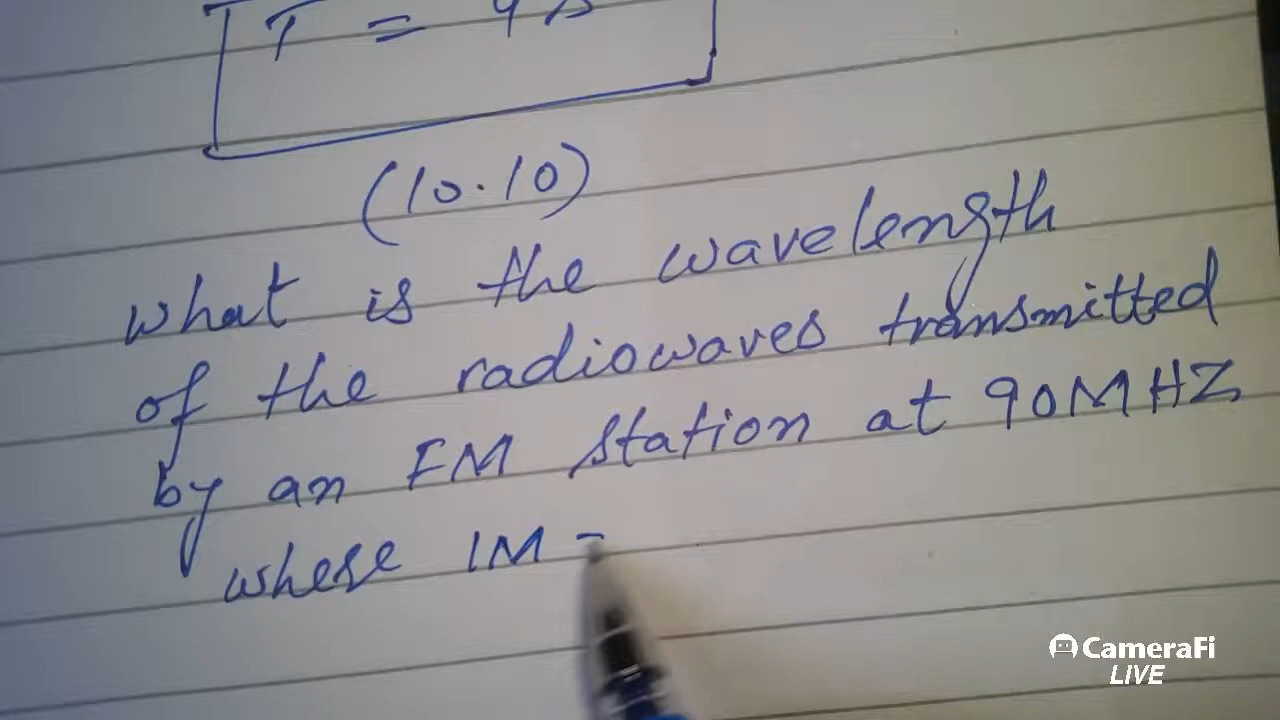 T = 9s
(10.10)
What is the wavelength
of the radiowaves transmitted
by an FM station at 90MHZ
where 1M =
CameraFi
LIVE